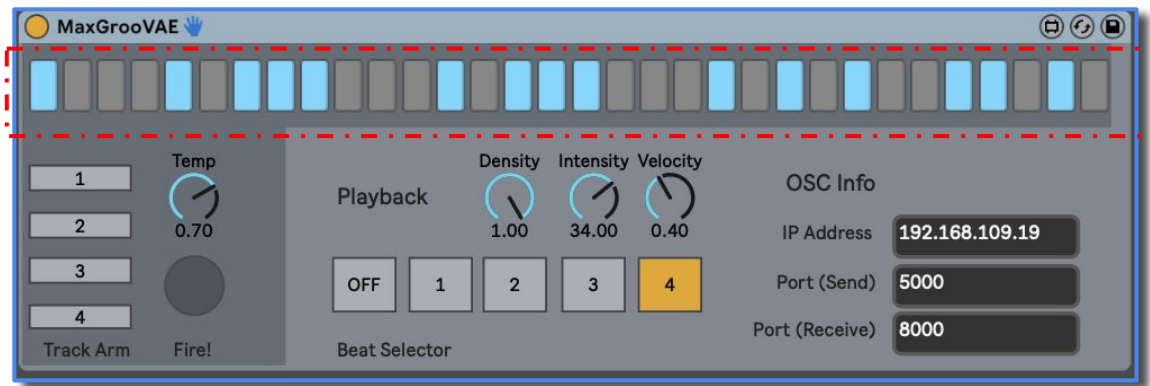 MaxGrooVAE
Temp
Density Intensity Velocity
1
Playback
OSC Info
2
0.70
1.00 34.00 0.40
IP Address 192.168.109.19
3
OFF 1 2 3 4
Port (Send) 5000
4
Port (Receive) 8000
Track Arm Fire!
Beat Selector